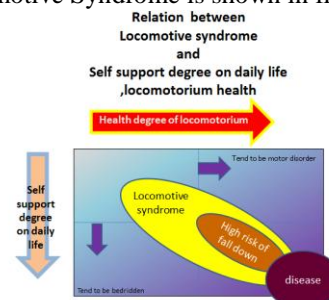 Relation between
Locomotive syndrome
and
Self support degree on daily life
,locomotorium health
Health degree of locomotorium
Self
support
degree
on daily
life
Tend to be motor disorder
Locomotive
syndrome
High risk of
fall down
disease
Tend to be bedridden